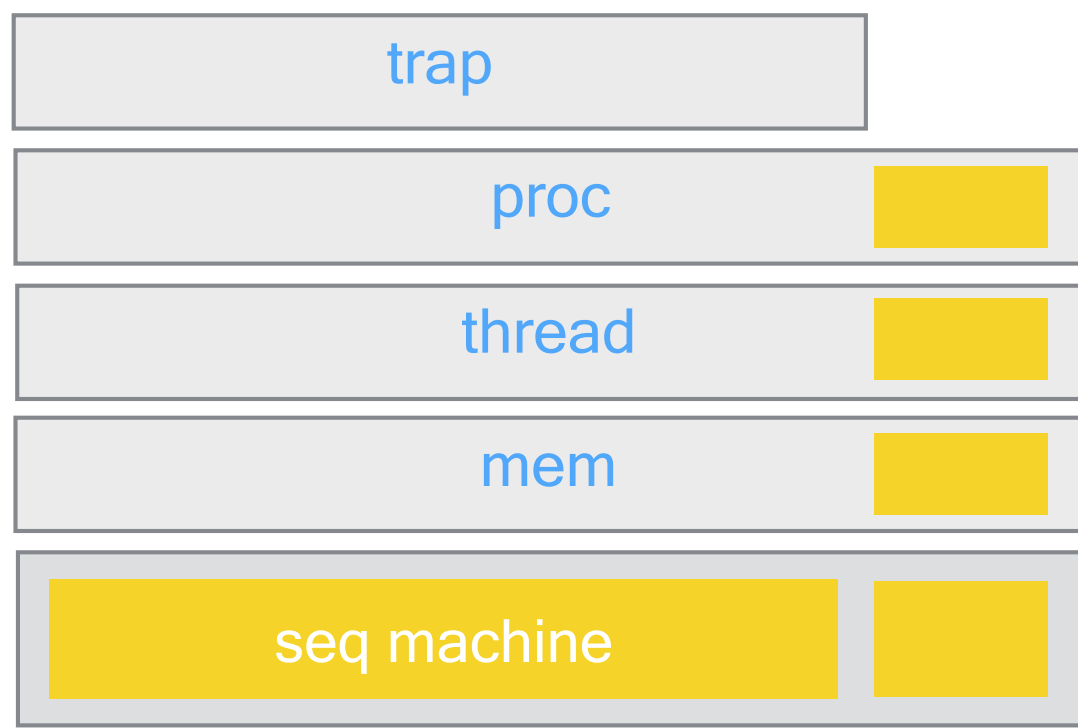 trap
proc
thread
mem
seq machine